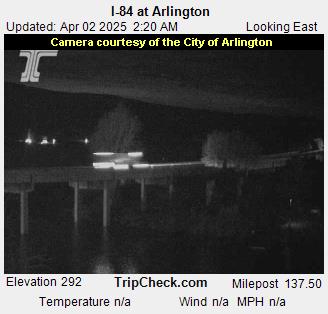 I-84 at Arlington
Updated: Apr 02 2025 2:20 AM Looking East
Camera courtesy of the City of Arlington
Elevation 292 TripCheck.com Milepost 137.50
Temperature n/a Wind n/a MPH n/a